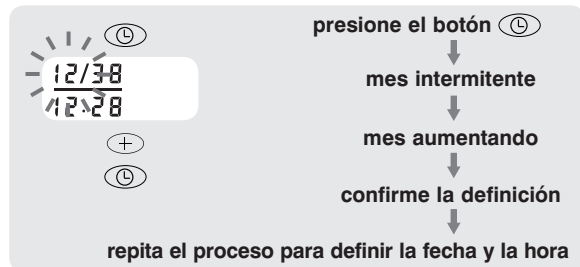 presione el botón
12/38
12:28
mes intermitente
mes aumentando
confirme la definición
repita el proceso para definir la fecha y la hora